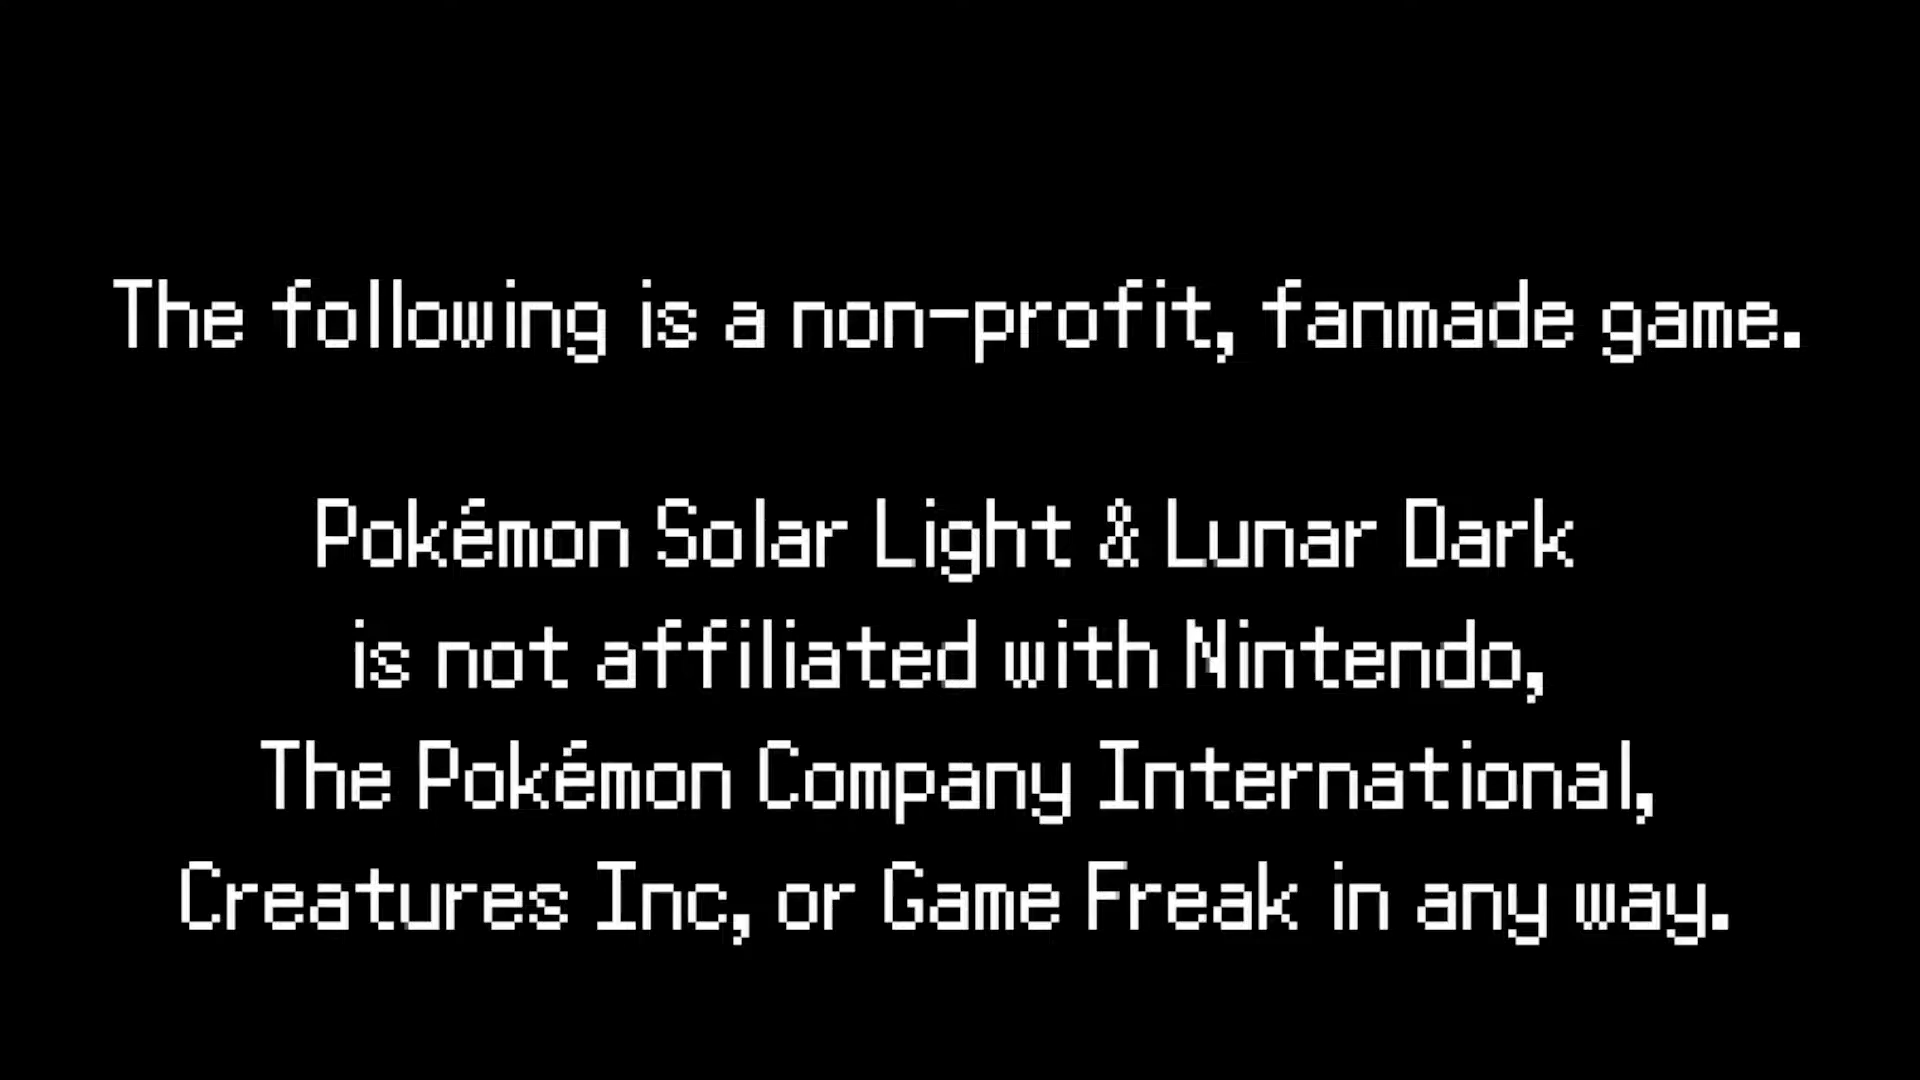 The following is a non-profit, fanmade game.
Pokémon Solar Light & Lunar Dark
is not affiliated with Nintendo,
The Pokémon Company International,
Creatures Inc, or Game Freak in any way.